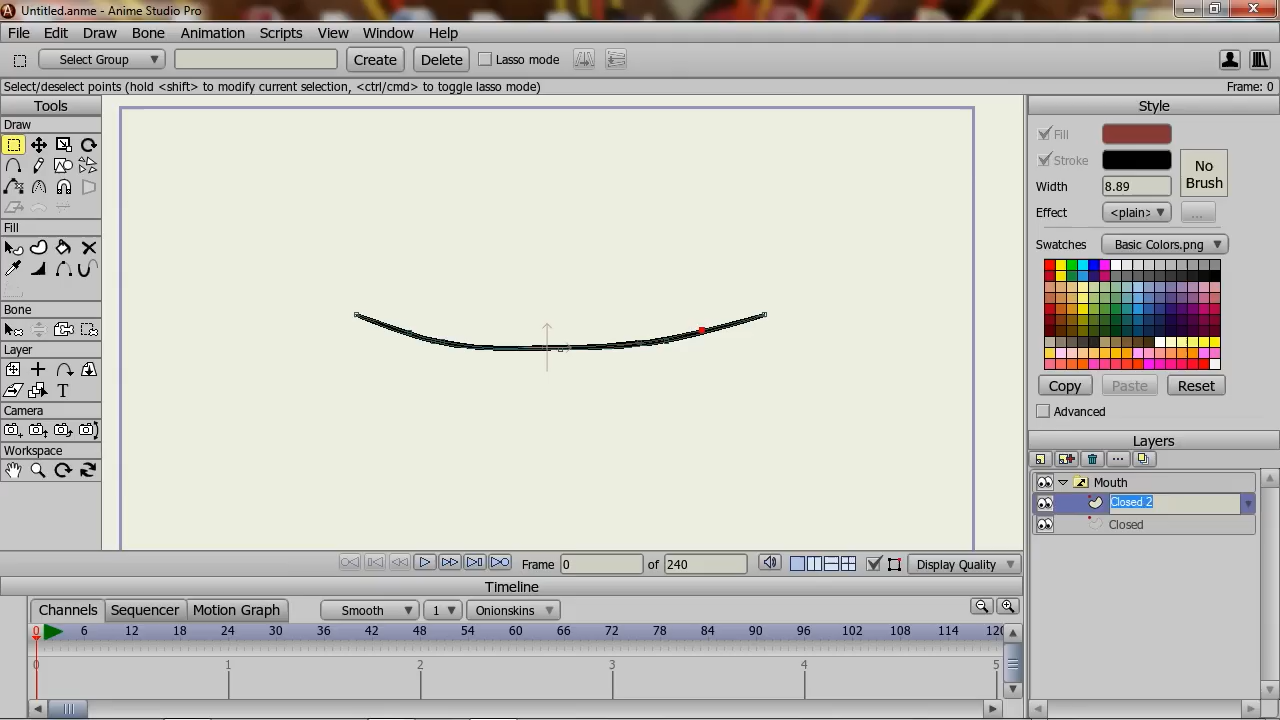 Untitled.anme - Anime Studio Pro
File Edit Draw Bone Animation Scripts View Window Help
Select Group Create Delete Lasso mode
Select/deselect points (hold <shift> to modify current selection, <ctrl/cmd> to toggle lasso mode) Frame: 0
Tools
Draw
Fill
Bone
Layer
T
Camera
Workspace
Style
Fill
Stroke
No
Brush
Width 8.89
Effect <plain> ...
Swatches Basic Colors.png
Copy Paste Reset
Advanced
Layers
Mouth
Closed 2
Closed
Frame 0 of 240 Display Quality
Timeline
Channels Sequencer Motion Graph Smooth 1 Onionskins
0 6 12 18 24 30 36 42 48 54 60 66 72 78 84 90 96 102 108 114 120
0 1 2 3 4 5